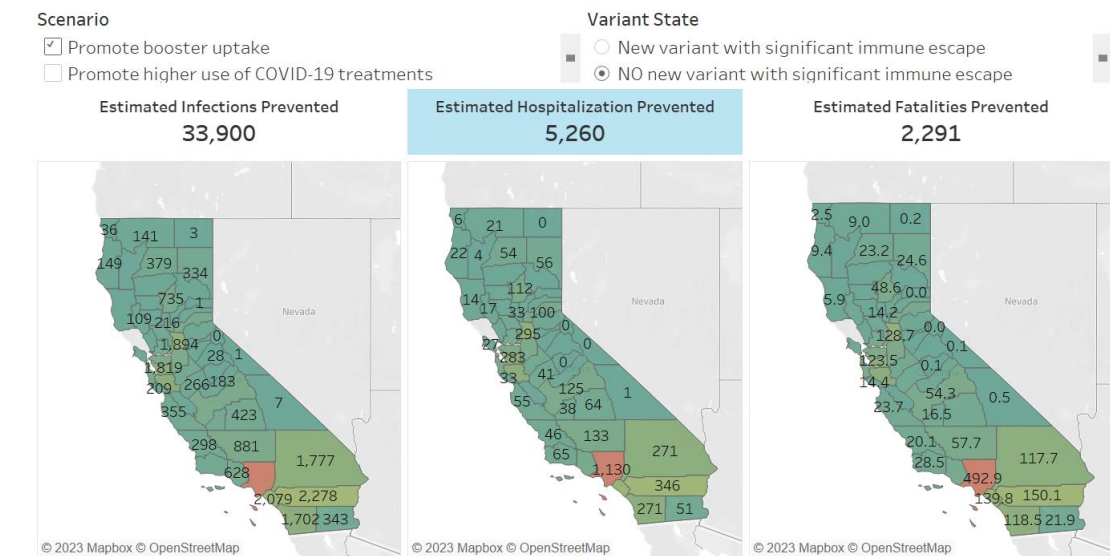 Scenario
Promote booster uptake
Promote higher use of COVID-19 treatments
Variant State
New variant with significant immune escape
NO new variant with significant immune escape
Estimated Infections Prevented
33,900
Estimated Hospitalization Prevented
5,260
Estimated Fatalities Prevented
2,291
36 141 3
149 379 334
735 1
109 216
1,894 0
28 1
1,819
209 266 183
355 423 7
298 881 1,777
628
2,079 2,278
1,702 343
Nevada
© 2023 Mapbox © OpenStreetMap
6 21 0
22 4 54 56
112
14 17 33 100
295 0
27 0
283 0
33 41
125
55 38 64 1
46 133 271
65
1,130
346
271 51
Nevada
© 2023 Mapbox © OpenStreetMap
2.5 9.0 0.2
9.4 23.2 24.6
48.6 0.0
5.9 14.2
128.7 0.0
0.1
123.5 0.1
14.4
54.3 0.5
23.7 16.5
20.1 57.7 117.7
28.5
492.9
139.8 150.1
118.5 21.9
Nevada
© 2023 Mapbox © OpenStreetMap